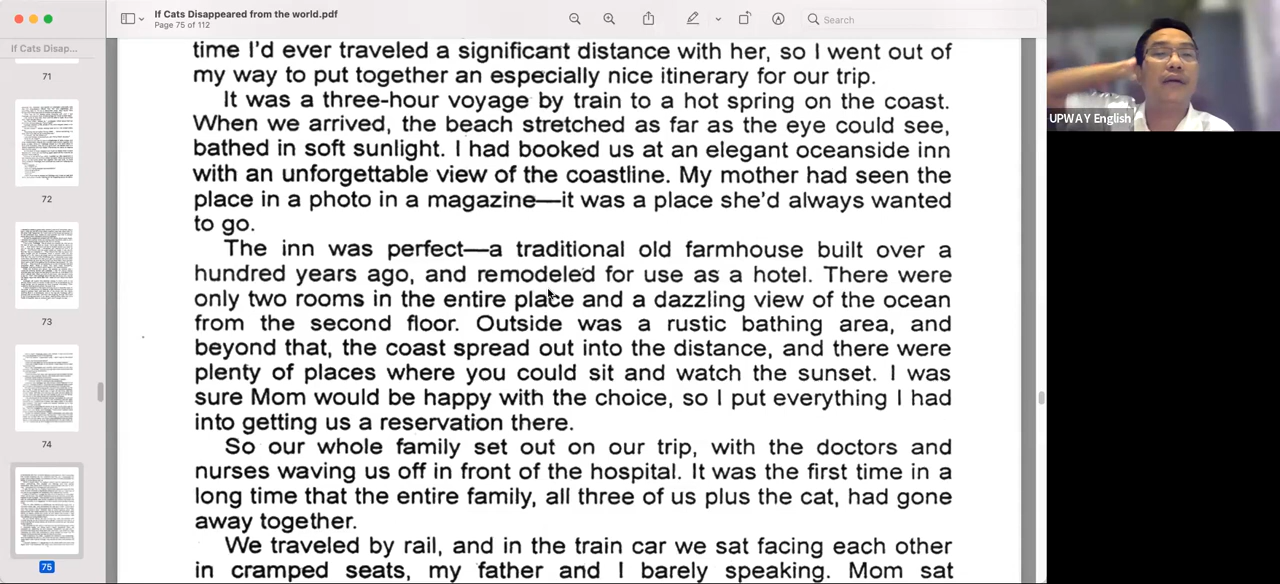 If Cats Disappeared from the world.pdf
Page 75 of 112
Search
If Cats Disap...
71
72
73
74
75
time I'd ever traveled a significant distance with her, so I went out of
my way to put together an especially nice itinerary for our trip.
It was a three-hour voyage by train to a hot spring on the coast.
When we arrived, the beach stretched as far as the eye could see,
bathed in soft sunlight. I had booked us at an elegant oceanside inn
with an unforgettable view of the coastline. My mother had seen the
place in a photo in a magazine—it was a place she'd always wanted
to go.
The inn was perfect—a traditional old farmhouse built over a
hundred years ago, and remodeled for use as a hotel. There were
only two rooms in the entire place and a dazzling view of the ocean
from the second floor. Outside was a rustic bathing area, and
beyond that, the coast spread out into the distance, and there were
plenty of places where you could sit and watch the sunset. I was
sure Mom would be happy with the choice, so I put everything I had
into getting us a reservation there.
So our whole family set out on our trip, with the doctors and
nurses waving us off in front of the hospital. It was the first time in a
long time that the entire family, all three of us plus the cat, had gone
away together.
We traveled by rail, and in the train car we sat facing each other
in cramped seats, my father and I barely speaking. Mom sat
UPWAY English